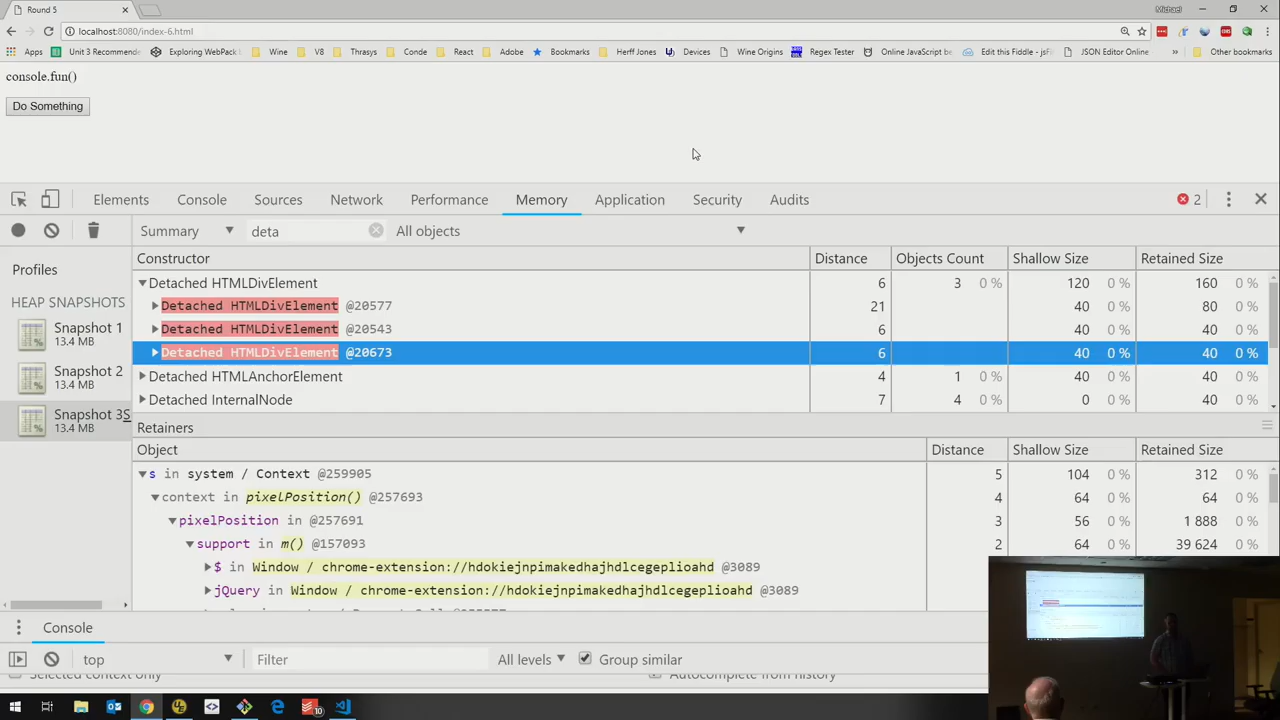 Round 5
Michael
localhost:8080/index-6.html
Apps Unit 3 Recommende Exploring WebPack Wine V8 Thrasys Conde React Adobe Bookmarks Herff Jones Devices Wine Origins Regex Tester Online JavaScript be Edit this Fiddle - jsFi JSON Editor Online » Other bookmarks
console.fun()
Do Something
Elements Console Sources Network Performance Memory Application Security Audits 2
Summary deta All objects
Profiles
HEAP SNAPSHOTS
Snapshot 1
13.4 MB
Snapshot 2
13.4 MB
Snapshot 3S
13.4 MB
Constructor Distance Objects Count Shallow Size Retained Size
Detached HTMLDivElement 6 3 0 % 120 0 % 160 0 %
Detached HTMLDivElement @20577 21 40 0 % 80 0 %
Detached HTMLDivElement @20543 6 40 0 % 40 0 %
Detached HTMLDivElement @20673 6 40 0 % 40 0 %
Detached HTMLAnchorElement 4 1 0 % 40 0 % 40 0 %
Detached InternalNode 7 4 0 % 0 0 % 40 0 %
Retainers
Object Distance Shallow Size Retained Size
s in system / Context @259905 5 104 0 % 312 0 %
context in pixelPosition() @257693 4 64 0 % 64 0 %
pixelPosition in @257691 3 56 0 % 1 888 0 %
support in m() @157093 2 64 0 % 39 624 0 %
$ in Window / chrome-extension://hdokiejnpimakedhajhdlcegeplioahd @3089
jQuery in Window / chrome-extension://hdokiejnpimakedhajhdlcegeplioahd @3089
Console
top Filter All levels Group similar
Selected context only Autocomplete from history
10